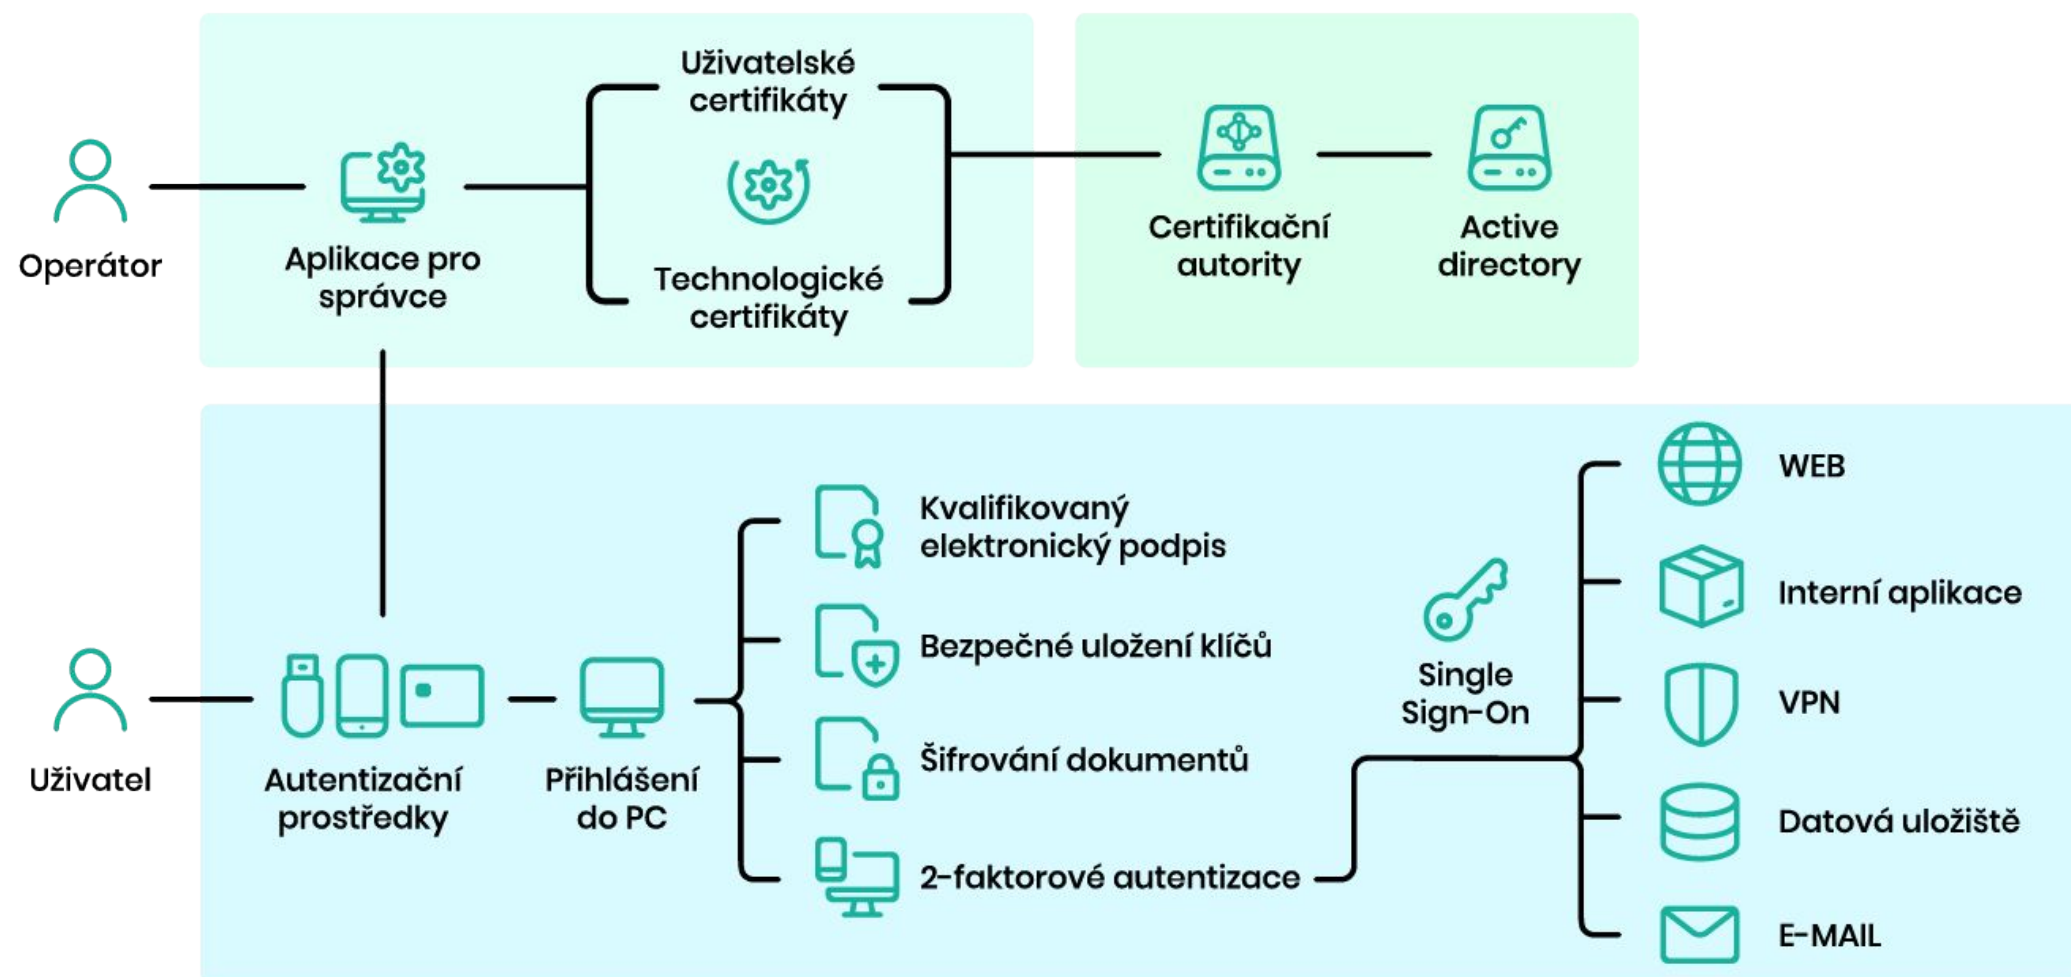 Operátor
Aplikace pro
správce
Uživatelské
certifikáty
Technologické
certifikáty
Certifikační
autority
Active
directory
Uživatel
Autentizační
prostředky
Přihlášení
do PC
Kvalifikovaný
elektronický podpis
Bezpečné uložení klíčů
Šifrování dokumentů
2-faktorové autentizace
Single
Sign-On
WEB
Interní aplikace
VPN
Datová uložiště
E-MAIL